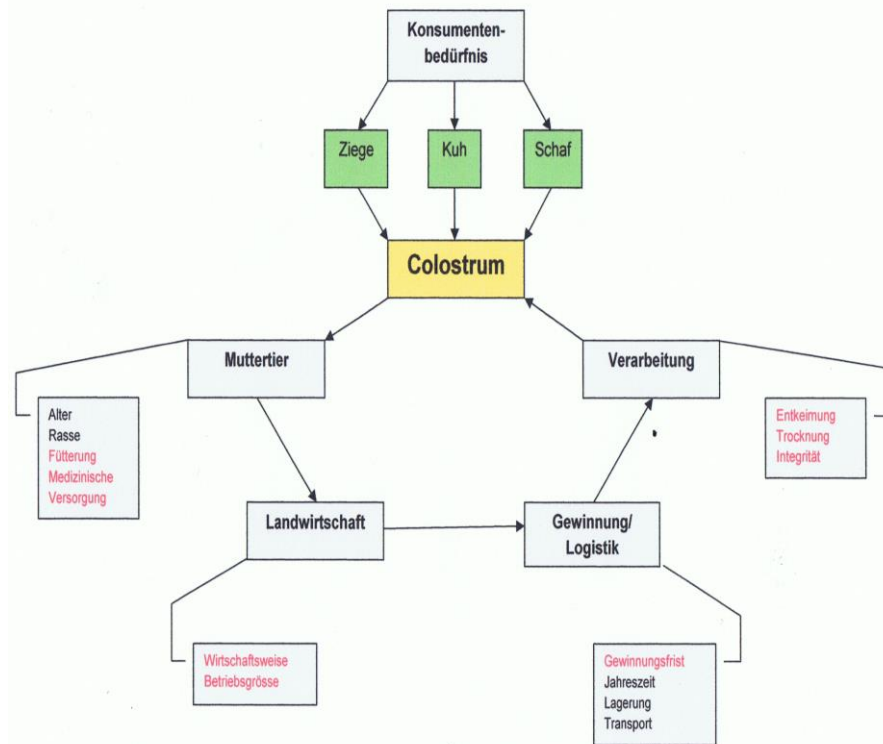 Konsumenten-
bedürfnis
Ziege
Kuh
Schaf
Colostrum
Muttertier
Verarbeitung
Alter
Rasse
Fütterung
Medizinische
Versorgung
Entkeimung
Trocknung
Integrität
Landwirtschaft
Gewinnung/
Logistik
Wirtschaftsweise
Betriebsgrösse
Gewinnungsfrist
Jahreszeit
Lagerung
Transport